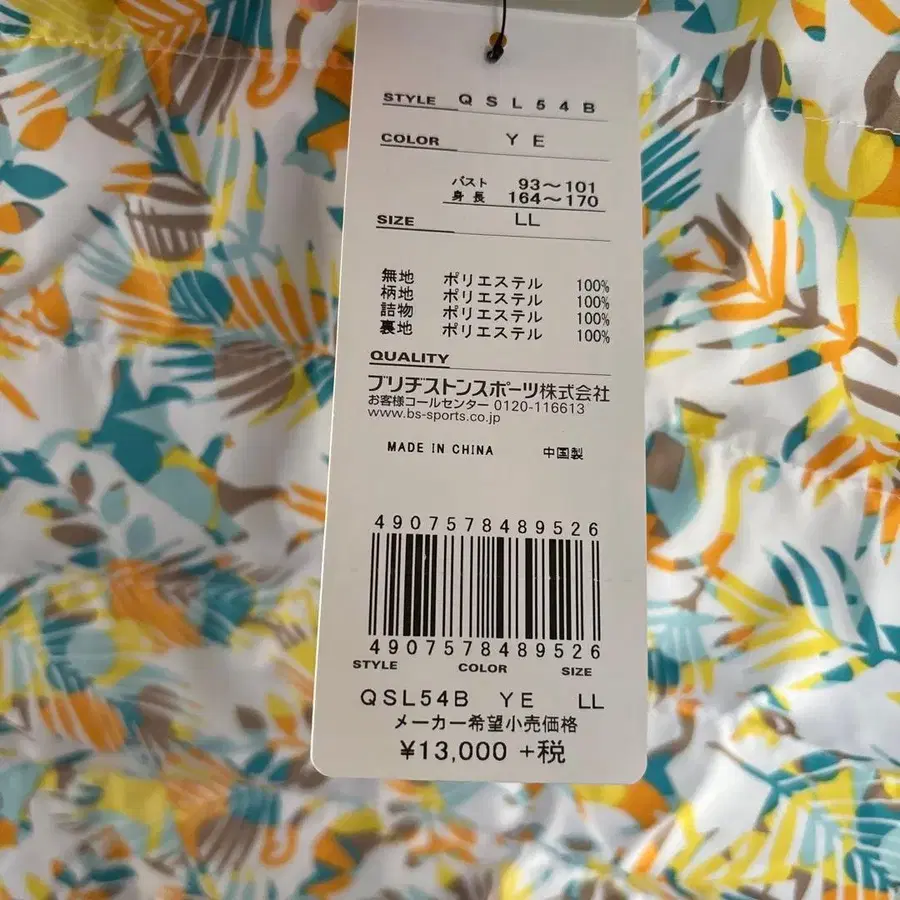 STYLE QSL54B
COLOR YE
バスト 93～101
身長 164～170
SIZE LL
無地 ポリエステル 100%
柄地 ポリエステル 100%
詰物 ポリエステル 100%
裏地 ポリエステル 100%
QUALITY
ブリヂストンスポーツ株式会社
お客様コールセンター 0120-116613
www.bs-sports.co.jp
MADE IN CHINA 中国製
4907578489526
4907578489526
STYLE COLOR SIZE
QSL54B YE LL
メーカー希望小売価格
¥13,000 +税